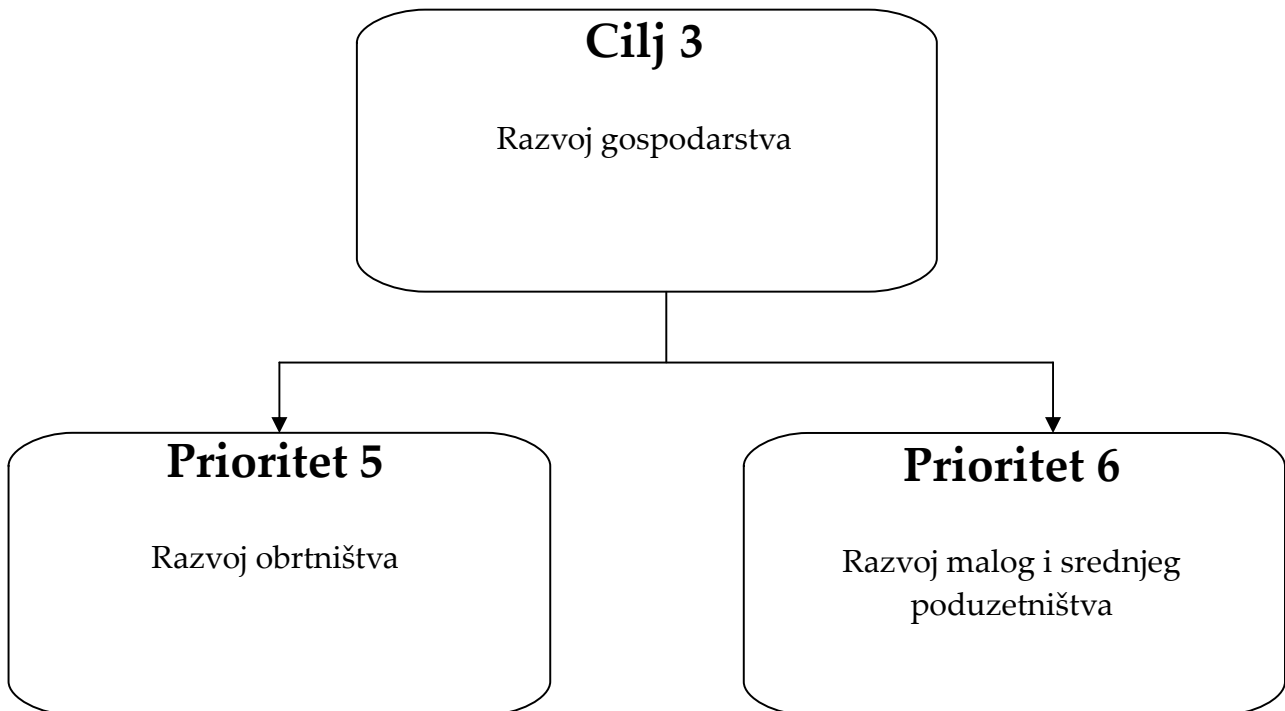 Cilj 3
Razvoj gospodarstva
Prioritet 5
Razvoj obrtništva
Prioritet 6
Razvoj malog i srednjeg
poduzetništva